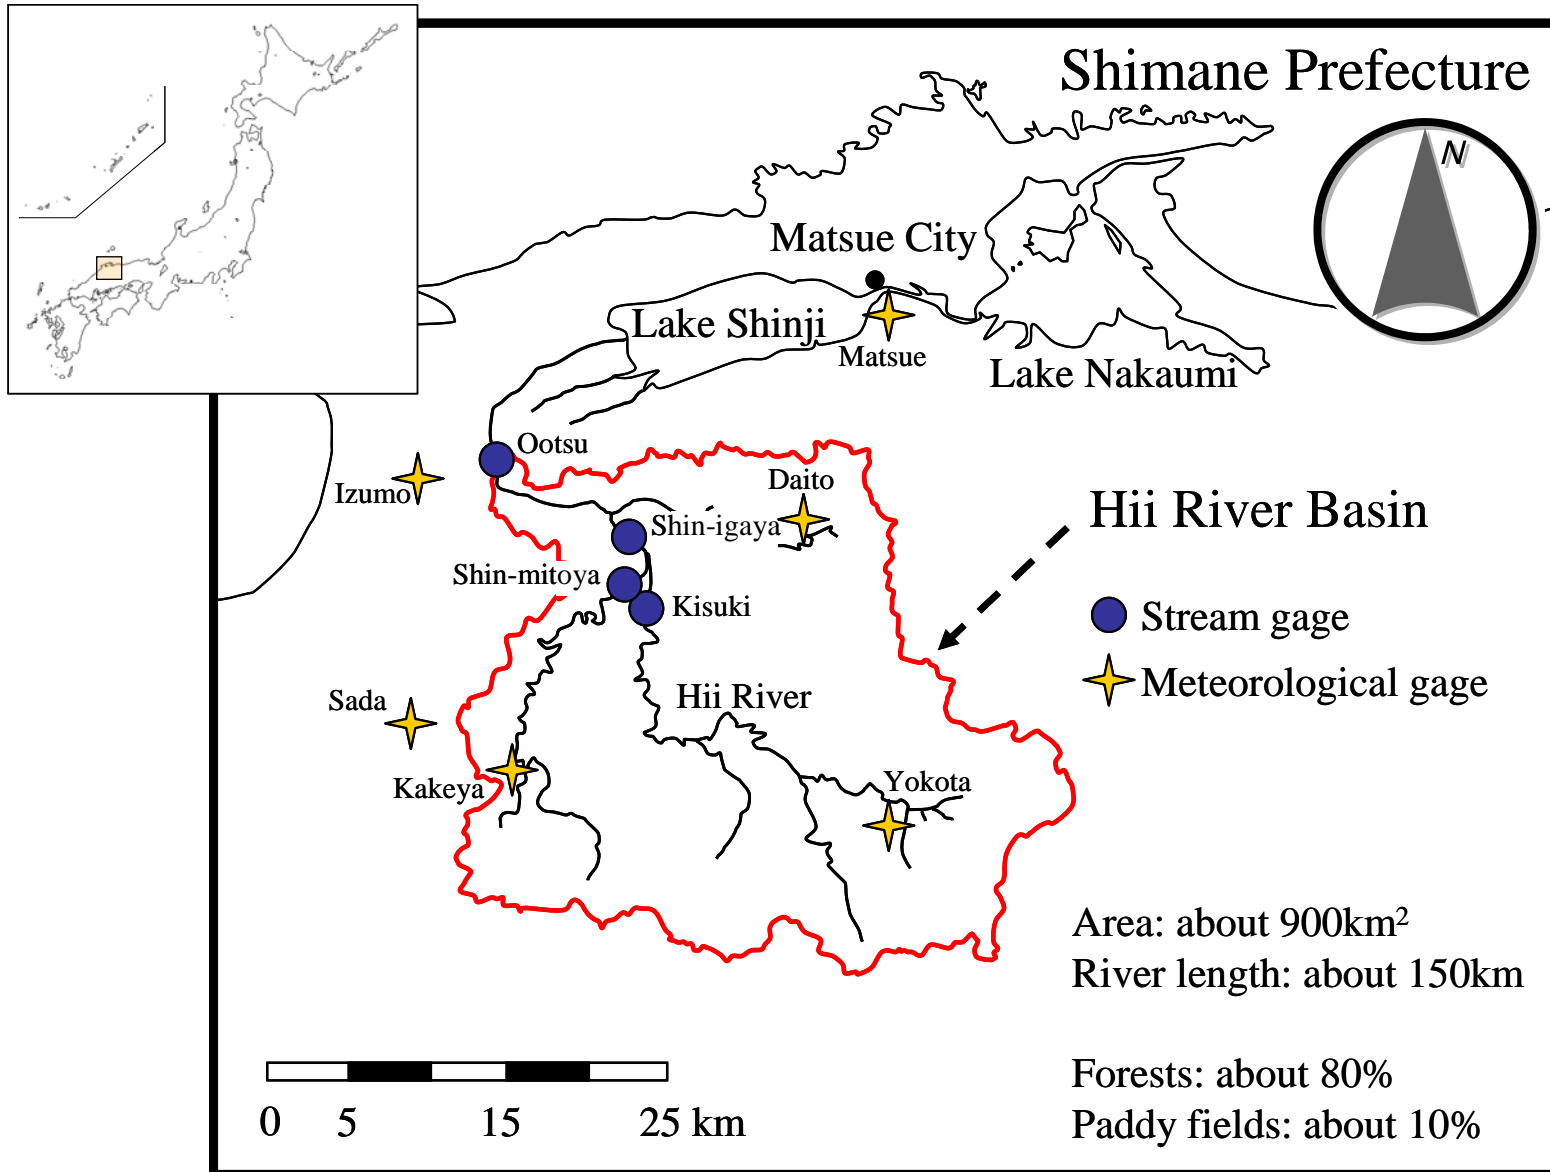 Shimane Prefecture
N
Matsue City
Lake Shinji
Matsue
Lake Nakaumi
Ootsu
Izumo
Daito
Shin-igaya
Hii River Basin
Shin-mitoya
Kisuki
Stream gage
Meteorological gage
Sada
Hii River
Kakeya
Yokota
Area: about 900km²
River length: about 150km
Forests: about 80%
Paddy fields: about 10%
0 5 15 25 km